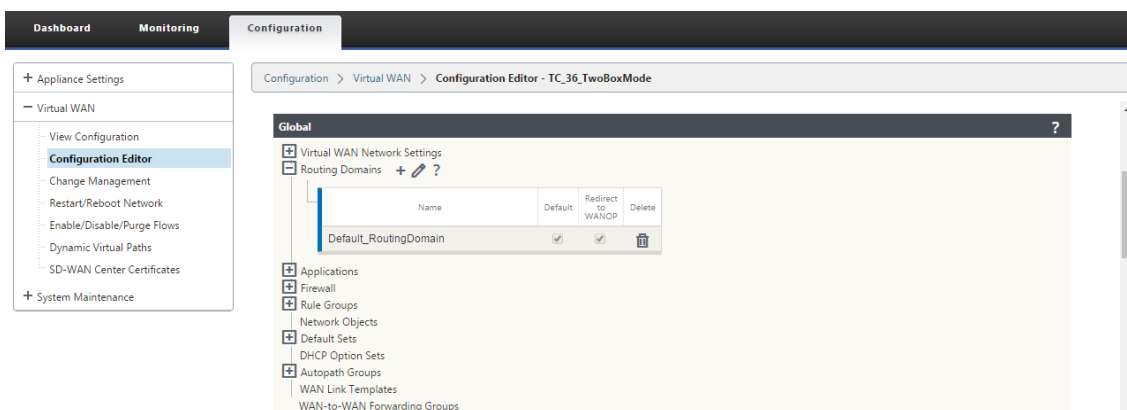 Dashboard Monitoring Configuration
+ Appliance Settings
− Virtual WAN
View Configuration
Configuration Editor
Change Management
Restart/Reboot Network
Enable/Disable/Purge Flows
Dynamic Virtual Paths
SD-WAN Center Certificates
+ System Maintenance
Configuration > Virtual WAN > Configuration Editor - TC_36_TwoBoxMode
Global ?
+ Virtual WAN Network Settings
− Routing Domains + ?
Name Default Redirect to WANOP Delete
Default_RoutingDomain
+ Applications
+ Firewall
+ Rule Groups
Network Objects
+ Default Sets
DHCP Option Sets
+ Autopath Groups
WAN Link Templates
WAN-to-WAN Forwarding Groups